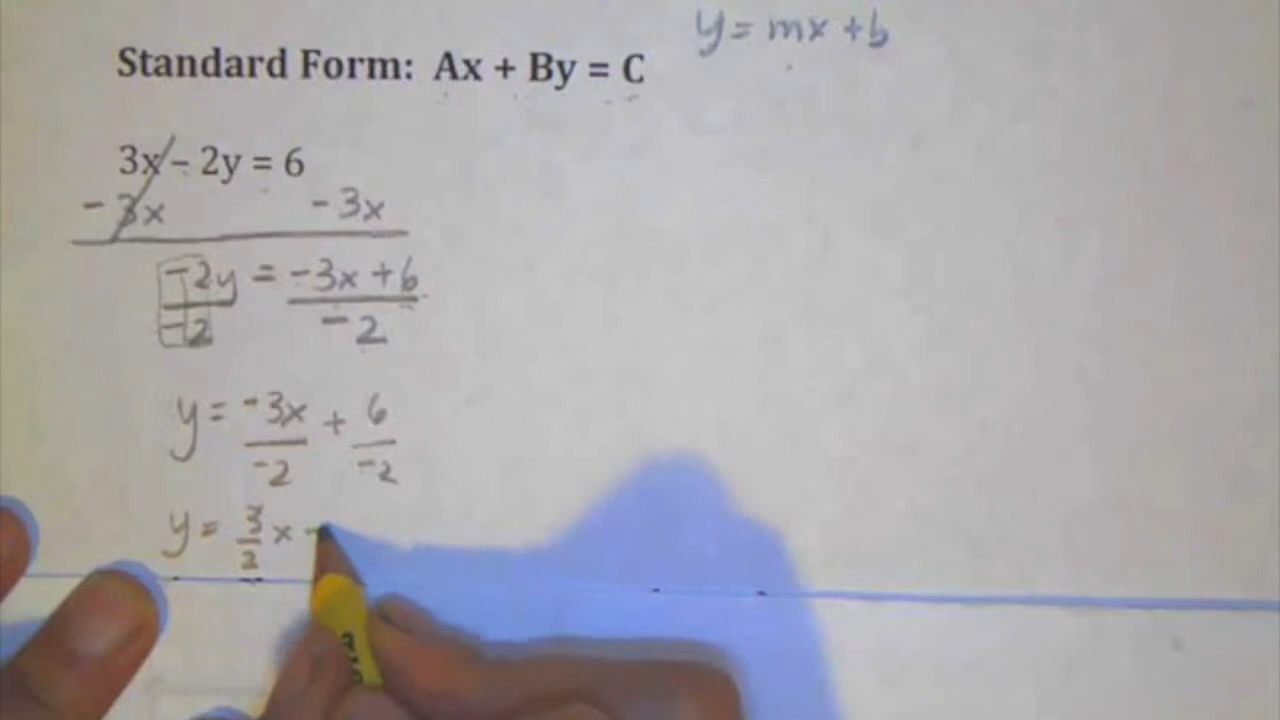 y = mx + b
Standard Form: Ax + By = C
3x - 2y = 6
- 3x - 3x
-2y = -3x + 6
-2 -2
y = -3x + 6
-2 -2
y = 3/2 x -